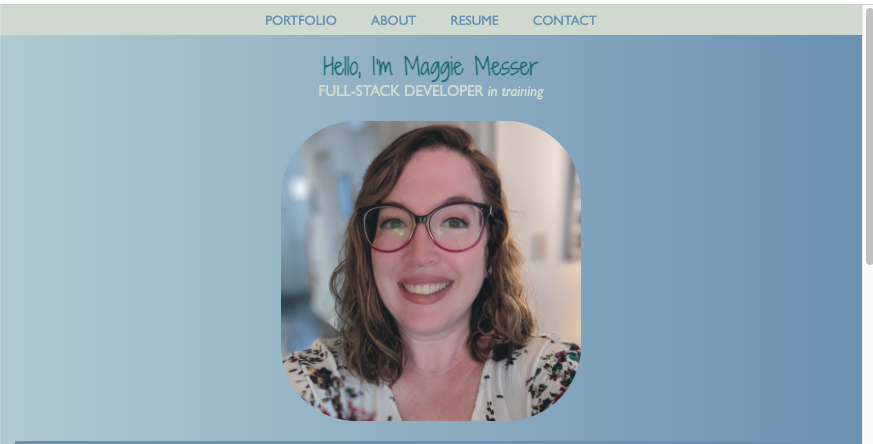 PORTFOLIO ABOUT RESUME CONTACT
Hello, I'm Maggie Messer
FULL-STACK DEVELOPER in training